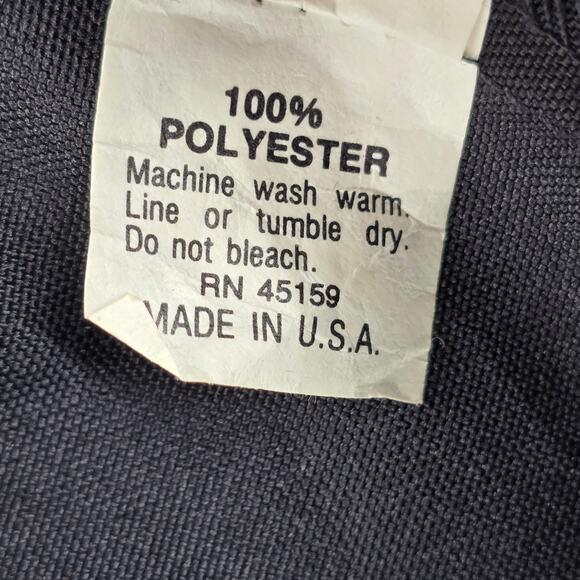 100%
POLYESTER
Machine wash warm.
Line or tumble dry.
Do not bleach.
RN 45159
MADE IN U.S.A.